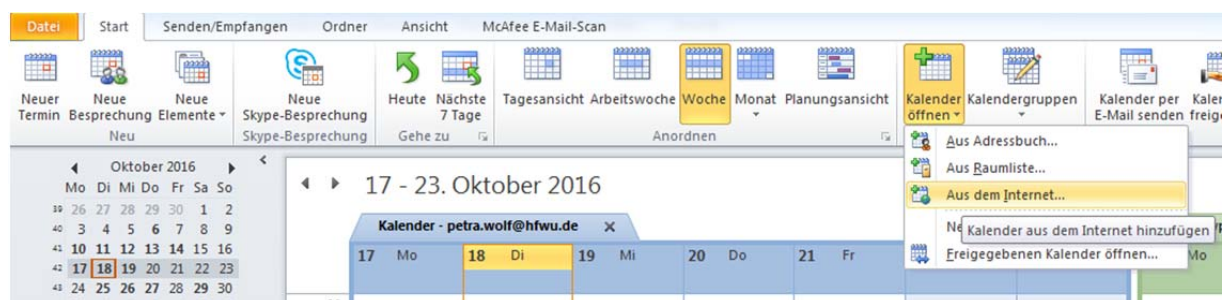 Datei Start Senden/Empfangen Ordner Ansicht McAfee E-Mail-Scan
Neuer Termin
Neue Besprechung
Neue Elemente
Neu
Neue Skype-Besprechung
Skype-Besprechung
Heute
Nächste 7 Tage
Gehe zu
Tagesansicht Arbeitswoche Woche Monat Planungsansicht
Anordnen
Kalender öffnen
Kalendergruppen
Kalender per E-Mail senden
Aus Adressbuch...
Aus Raumliste...
Aus dem Internet...
Kalender aus dem Internet hinzufügen
Freigegebenen Kalender öffnen...
Oktober 2016
Mo Di Mi Do Fr Sa So
39 26 27 28 29 30 1 2
40 3 4 5 6 7 8 9
41 10 11 12 13 14 15 16
42 17 18 19 20 21 22 23
43 24 25 26 27 28 29 30
17 - 23. Oktober 2016
Kalender - petra.wolf@hfwu.de
17 Mo 18 Di 19 Mi 20 Do 21 Fr
Mo